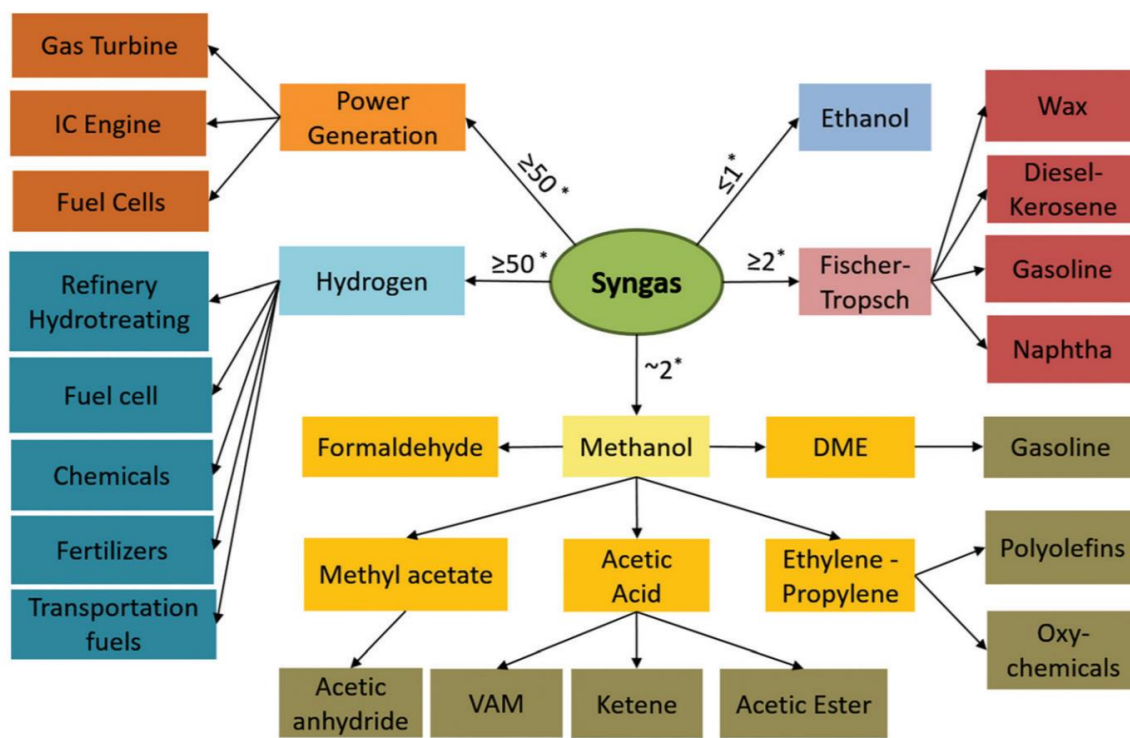 Gas Turbine
IC Engine
Fuel Cells
Power
Generation
≥50 *
Ethanol
≤1*
Wax
Diesel-
Kerosene
Gasoline
Naphtha
Refinery
Hydrotreating
Fuel cell
Chemicals
Fertilizers
Transportation
fuels
Hydrogen
≥50 *
Syngas
≥2*
Fischer-
Tropsch
~2*
Formaldehyde
Methanol
DME
Gasoline
Methyl acetate
Acetic
Acid
Ethylene -
Propylene
Polyolefins
Oxy-
chemicals
Acetic
anhydride
VAM
Ketene
Acetic Ester